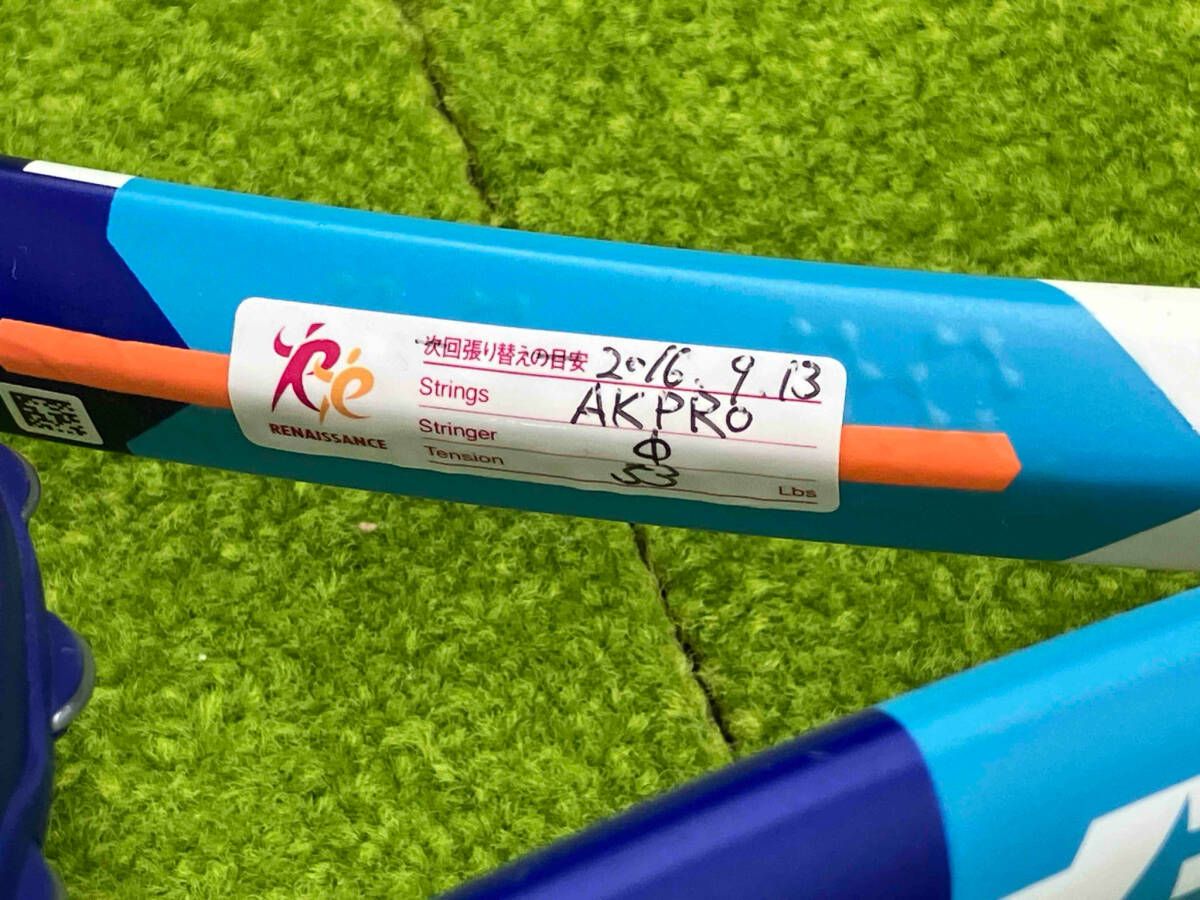 Re
RENAISSANCE
次回張り替えの目安 2016.9.13
Strings AKPRO
Stringer Φ
Tension 53 Lbs